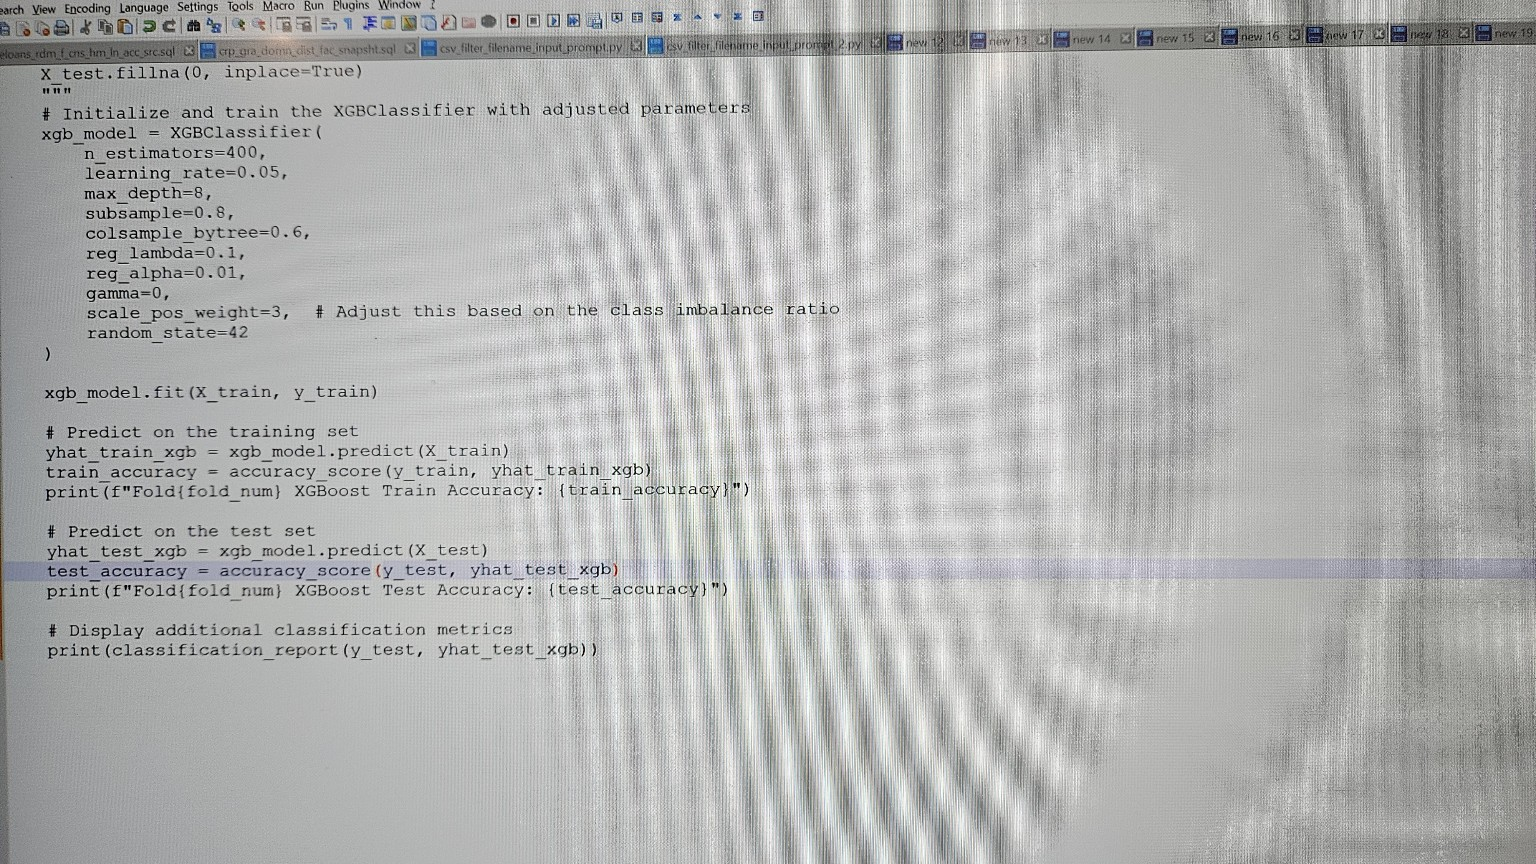 earch View Encoding Language Settings Tools Macro Run Plugins Window ?
eloans_rdm_f_cns_hm_ln_acc_src.sql crp_gra_domn_dist_fac_snapsht.sql csv_filter_filename_input_prompt.py csv_filter_filename_input_prompt_2.py new 12 new 13 new 14 new 15 new 16 new 17 new 18 new 19
X_test.fillna(0, inplace=True)
"""
# Initialize and train the XGBClassifier with adjusted parameters
xgb_model = XGBClassifier(
    n_estimators=400,
    learning_rate=0.05,
    max_depth=8,
    subsample=0.8,
    colsample_bytree=0.6,
    reg_lambda=0.1,
    reg_alpha=0.01,
    gamma=0,
    scale_pos_weight=3,  # Adjust this based on the class imbalance ratio
    random_state=42
)
xgb_model.fit(X_train, y_train)
# Predict on the training set
yhat_train_xgb = xgb_model.predict(X_train)
train_accuracy = accuracy_score(y_train, yhat_train_xgb)
print(f"Fold{fold_num} XGBoost Train Accuracy: {train_accuracy}")
# Predict on the test set
yhat_test_xgb = xgb_model.predict(X_test)
test_accuracy = accuracy_score(y_test, yhat_test_xgb)
print(f"Fold{fold_num} XGBoost Test Accuracy: {test_accuracy}")
# Display additional classification metrics
print(classification_report(y_test, yhat_test_xgb))